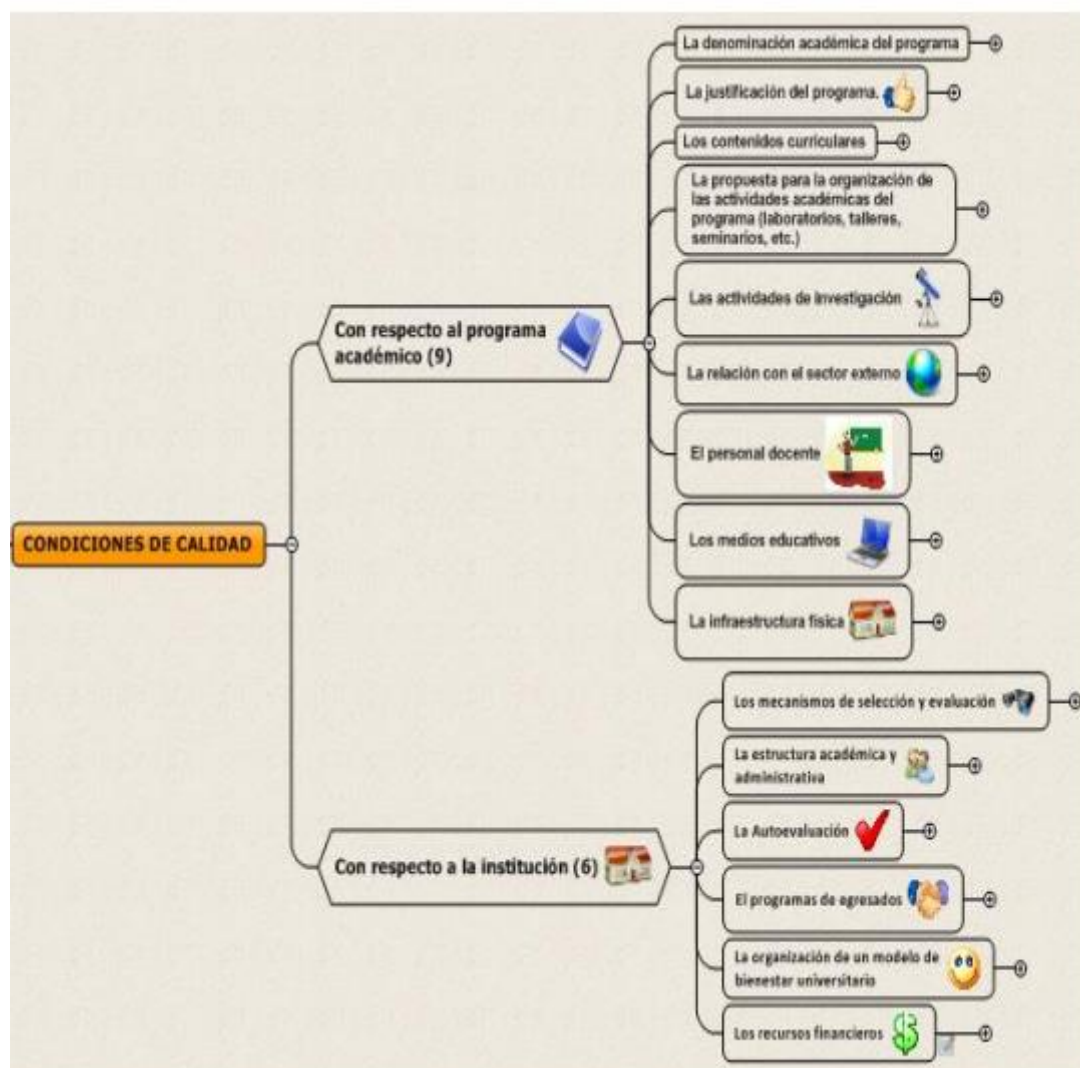 La denominación académica del programa
La justificación del programa.
Los contenidos curriculares
La propuesta para la organización de
las actividades académicas del
programa (laboratorios, talleres,
seminarios, etc.)
Las actividades de investigación
Con respecto al programa
académico (9)
La relación con el sector externo
El personal docente
CONDICIONES DE CALIDAD
Los medios educativos
La infraestructura física
Los mecanismos de selección y evaluación
La estructura académica y
administrativa
La Autoevaluación
Con respecto a la institución (6)
El programas de egresados
La organización de un modelo de
bienestar universitario
Los recursos financieros